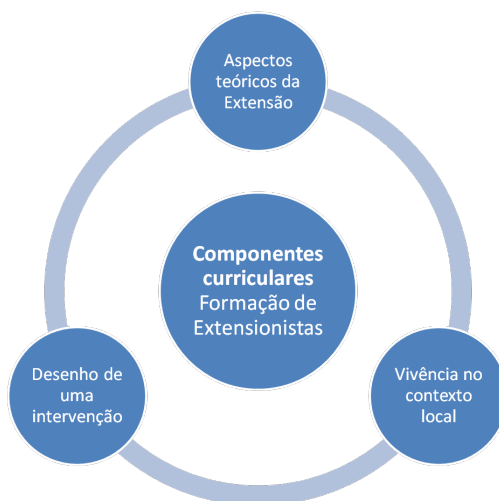 Aspectos
teóricos da
Extensão
Componentes
curriculares
Formação de
Extensionistas
Desenho de
uma
intervenção
Vivência no
contexto
local